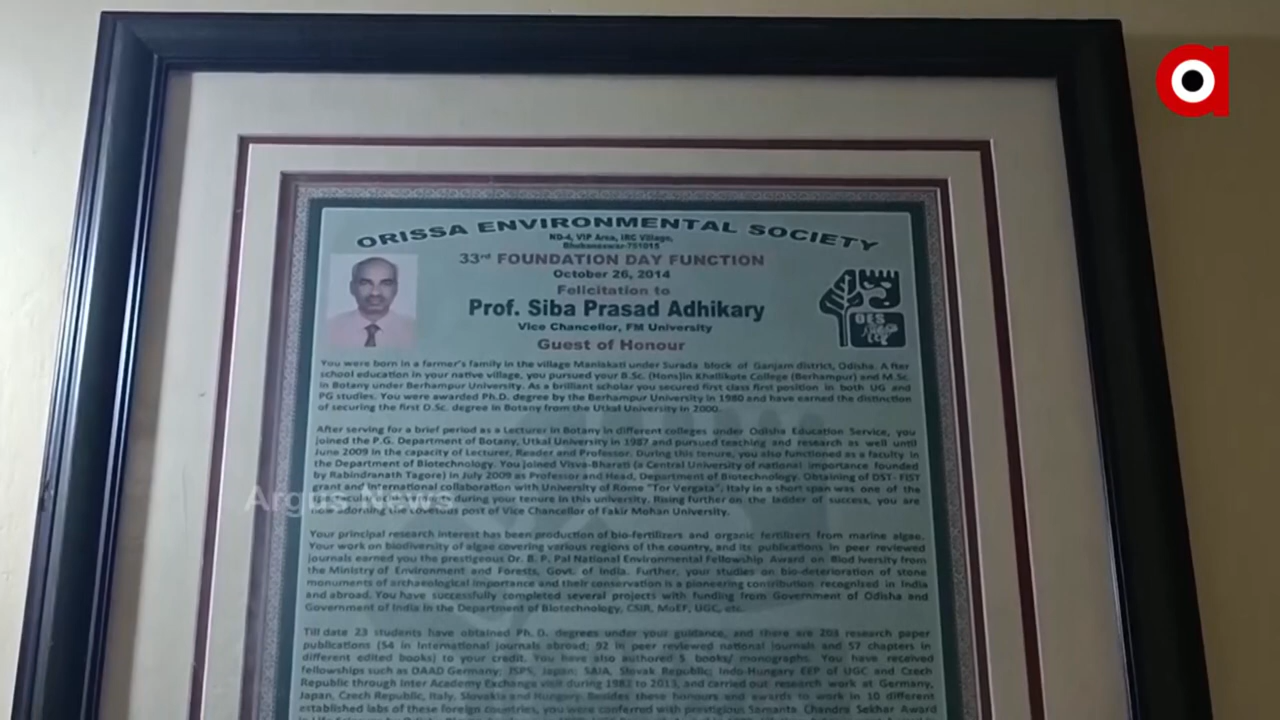 ORISSA ENVIRONMENTAL SOCIETY
ND-4, VIP Area, IRC Village,
Bhubaneswar-751015
33rd FOUNDATION DAY FUNCTION
October 26, 2014
Felicitation to
Prof. Siba Prasad Adhikary
Vice Chancellor, FM University
Guest of Honour
OES
You were born in a farmer's family in the village Maniakati under Surada block of Ganjam district, Odisha. After
school education in your native village, you pursued your B.Sc. (Hons)in Khallikote College (Berhampur) and M.Sc.
in Botany under Berhampur University. As a brilliant scholar you secured first class first position in both UG and
PG studies. You were awarded Ph.D. degree by the Berhampur University in 1980 and have earned the distinction
of securing the first D.Sc. degree in Botany from the Utkal University in 2000.
After serving for a brief period as a Lecturer in Botany in different colleges under Odisha Education Service, you
joined the P.G. Department of Botany, Utkal University in 1987 and pursued teaching and research as well until
June 2009 in the capacity of Lecturer, Reader and Professor. During this tenure, you also functioned as a faculty in
the Department of Biotechnology. You joined Visva-Bharati (a Central University of national importance founded
by Rabindranath Tagore) in July 2009 as Professor and Head, Department of Biotechnology. Obtaining of DST- FIST
grant and international collaboration with University of Rome "Tor Vergata", Italy in a short span was one of the
during your tenure in this university. Rising further on the ladder of success, you are
now adorning the covetous post of Vice Chancellor of Fakir Mohan University.
Argus News
Your principal research interest has been production of bio-fertilizers and organic fertilizers from marine algae.
Your work on biodiversity of algae covering various regions of the country, and its publications in peer reviewed
journals earned you the prestigeous Dr. B. P. Pal National Environmental Fellowship Award on Biod iversity from
the Ministry of Environment and Forests, Govt. of India. Further, your studies on bio-deterioration of stone
monuments of archaeological importance and their conservation is a pioneering contribution recognised in India
and abroad. You have successfully completed several projects with funding from Government of Odisha and
Government of India in the Department of Biotechnology, CSIR, MoEF, UGC, etc.
Till date 23 students have obtained Ph. D. degrees under your guidance, and there are 203 research paper
publications (54 in international journals abroad; 92 in peer reviewed national journals and 57 chapters in
different edited books) to your credit. You have also authored 5 books/ monographs. You have received
Fellowships such as DAAD Germany; JSPS, Japan; SAIA, Slovak Republic; Indo-Hungary EEP of UGC and Czech
Republic through Inter Academy Exchange visit during 1983 to 2013, and carried out research work at Germany,
Japan, Czech Republic, Italy, Slovakia and Hungary. Besides these honours and awards to work in 10 different
established labs of these foreign countries, you were conferred with prestigious Samanta Chandra Sekhar Award